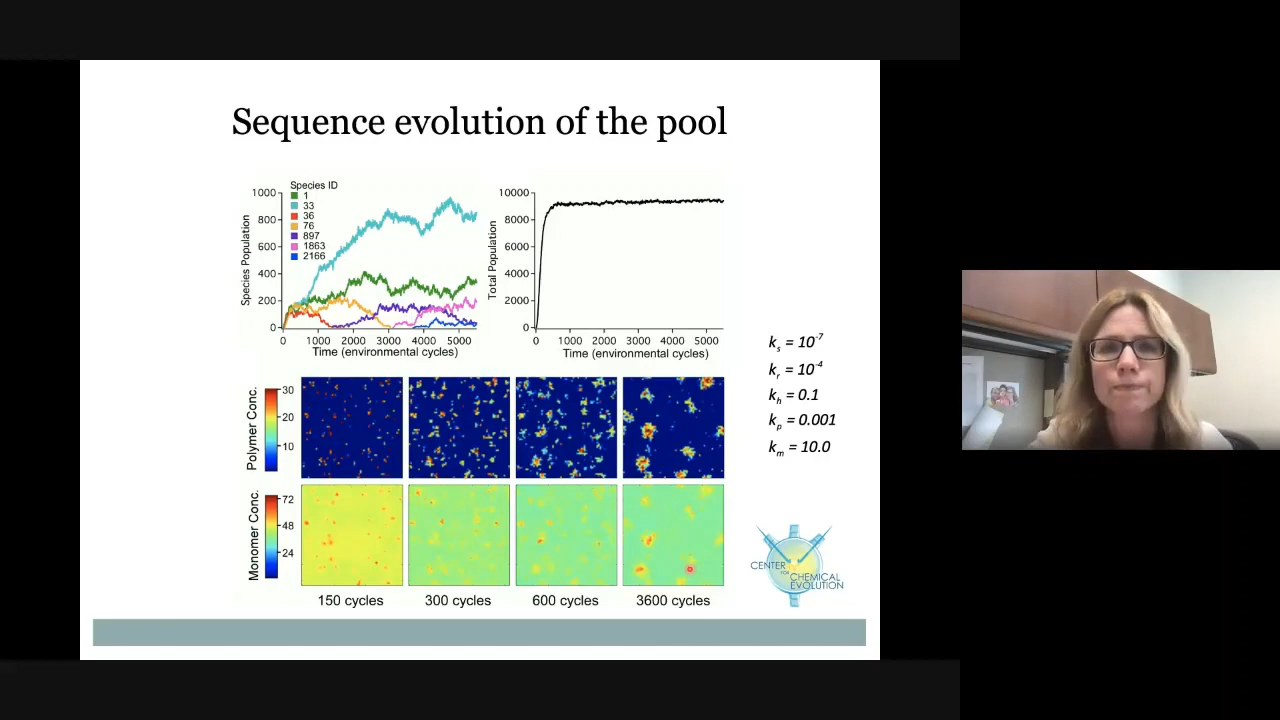 Sequence evolution of the pool
Species ID
1
33
36
76
897
1863
2166
Species Population
1000
800
600
400
200
0
0 1000 2000 3000 4000 5000
Time (environmental cycles)
Total Population
10000
8000
6000
4000
2000
0
0 1000 2000 3000 4000 5000
Time (environmental cycles)
kₛ = 10⁻⁷
kᵣ = 10⁻⁴
kₕ = 0.1
kₚ = 0.001
kₘ = 10.0
Polymer Conc.
30
20
10
Monomer Conc.
72
48
24
150 cycles 300 cycles 600 cycles 3600 cycles
CENTER
FOR
CHEMICAL
EVOLUTION